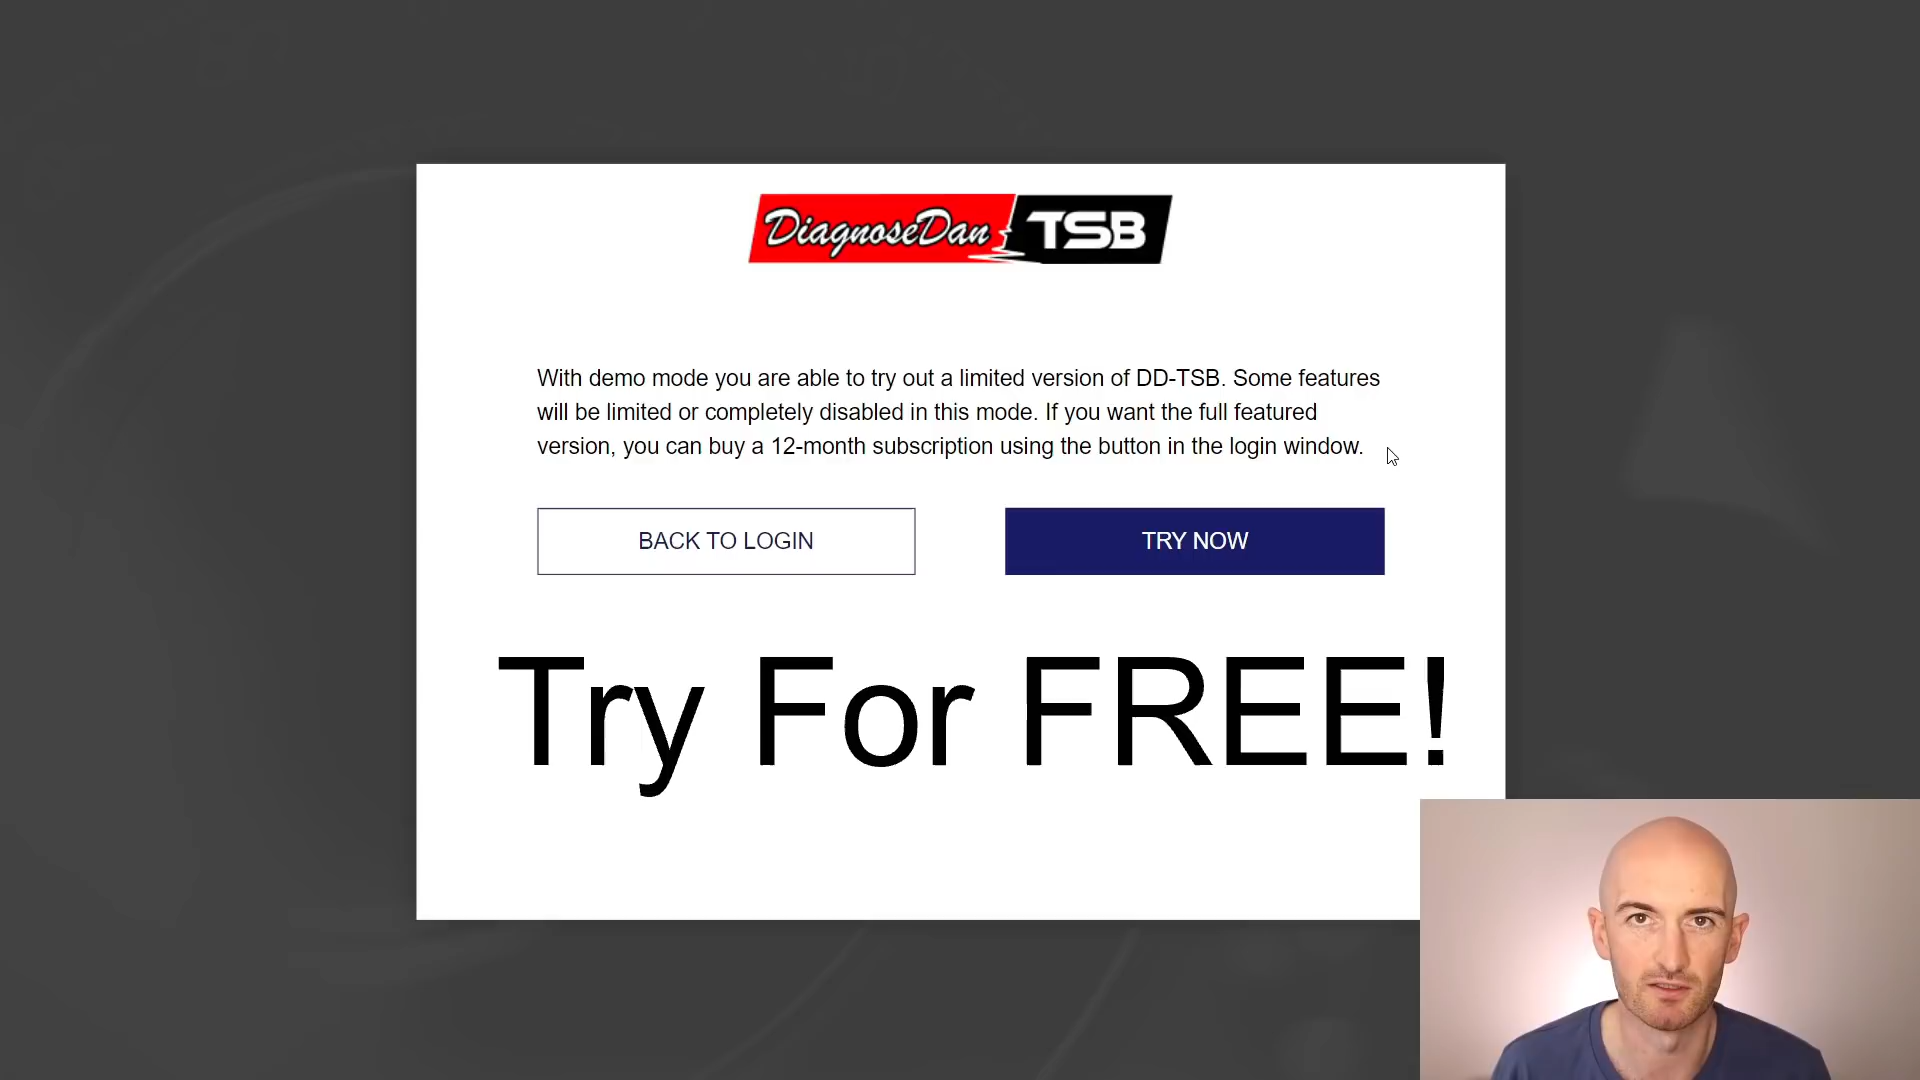 DiagnoseDan TSB
With demo mode you are able to try out a limited version of DD-TSB. Some features
will be limited or completely disabled in this mode. If you want the full featured
version, you can buy a 12-month subscription using the button in the login window.
BACK TO LOGIN
TRY NOW
Try For FREE!